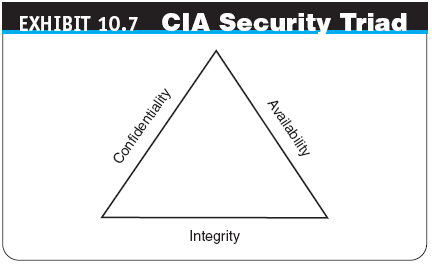 EXHIBIT 10.7 CIA Security Triad
Confidentiality
Availability
Integrity